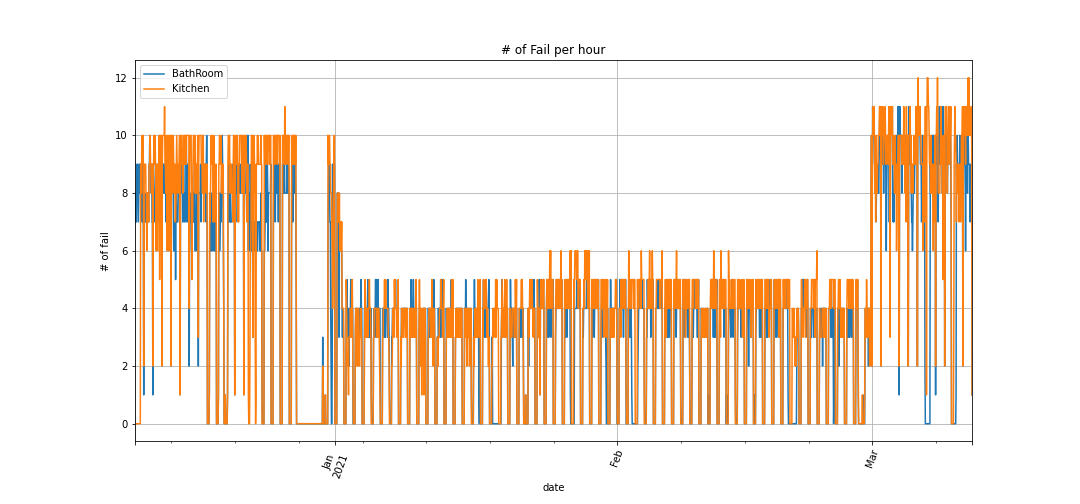 # of Fail per hour
BathRoom
Kitchen
12
10
8
6
4
2
0
# of fail
Jan
2021
Feb
Mar
date